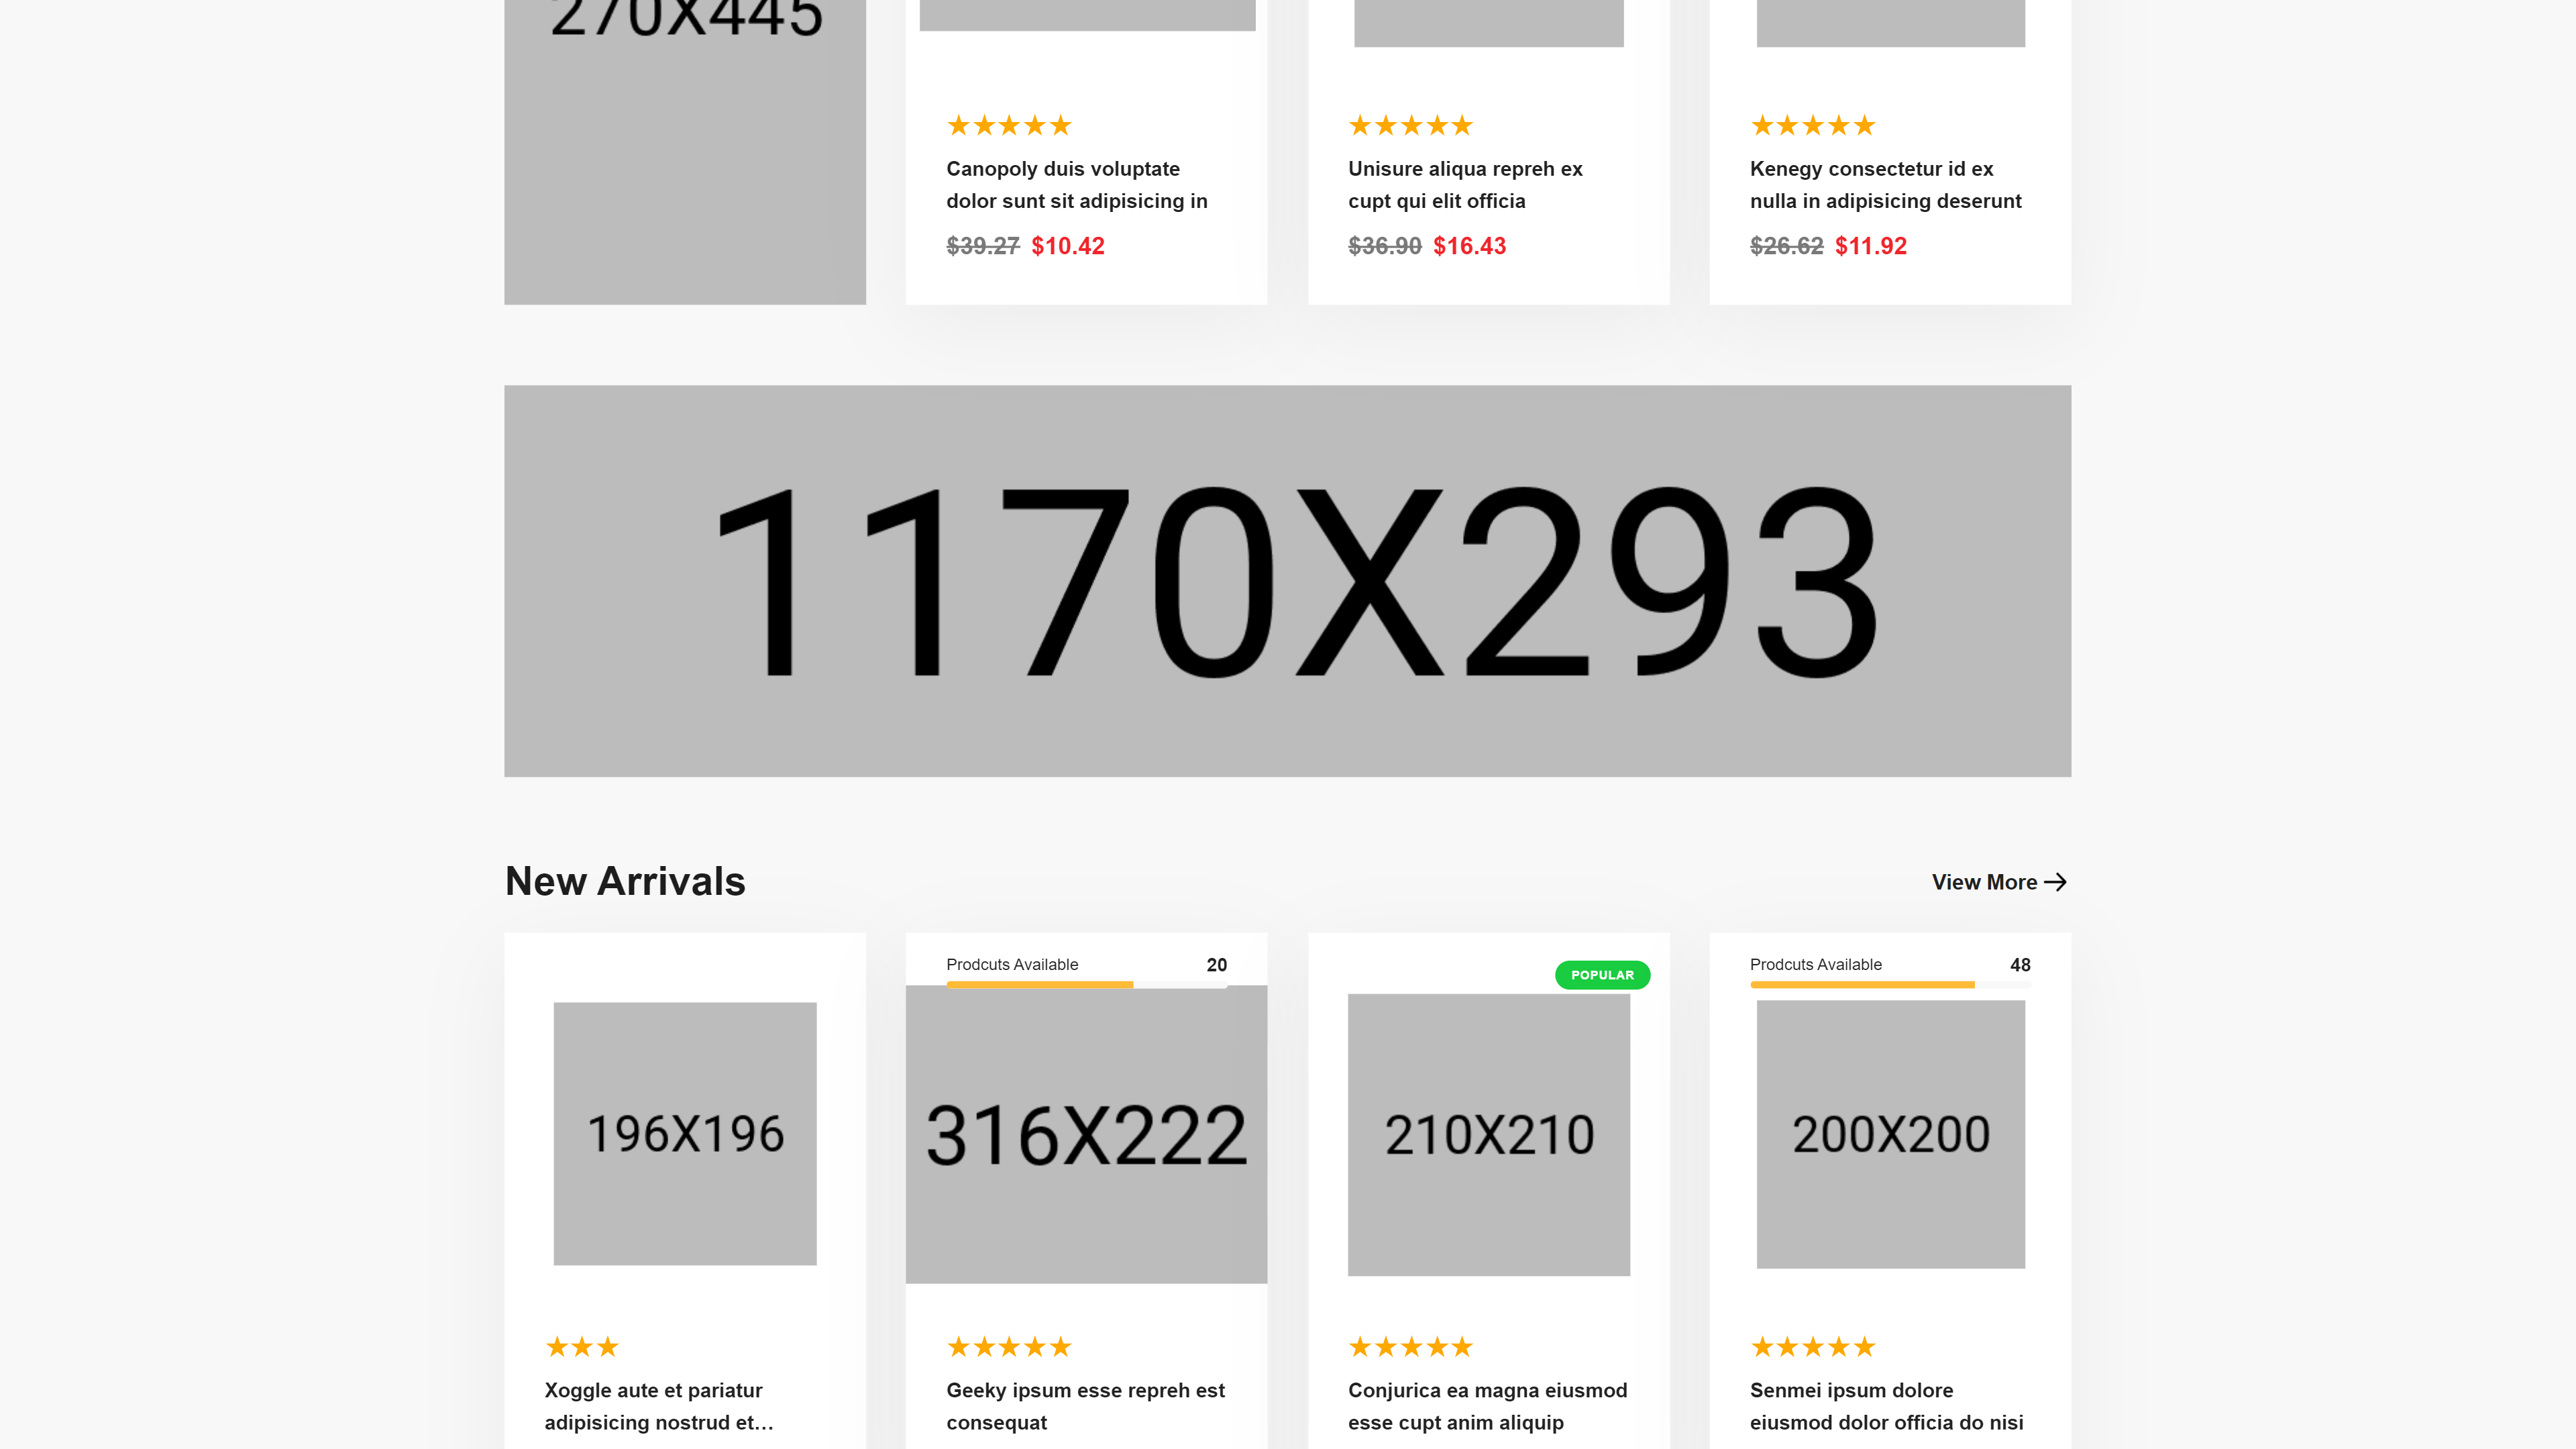 270X445
★★★★★
Canopoly duis voluptate
dolor sunt sit adipisicing in
$39.27 $10.42
★★★★★
Unisure aliqua repreh ex
cupt qui elit officia
$36.90 $16.43
★★★★★
Kenegy consectetur id ex
nulla in adipisicing deserunt
$26.62 $11.92
1170X293
New Arrivals
View More →
196X196
★★★
Xoggle aute et pariatur
adipisicing nostrud et...
Prodcuts Available 20
316X222
★★★★★
Geeky ipsum esse repreh est
consequat
POPULAR
210X210
★★★★★
Conjurica ea magna eiusmod
esse cupt anim aliquip
Prodcuts Available 48
200X200
★★★★★
Senmei ipsum dolore
eiusmod dolor officia do nisi